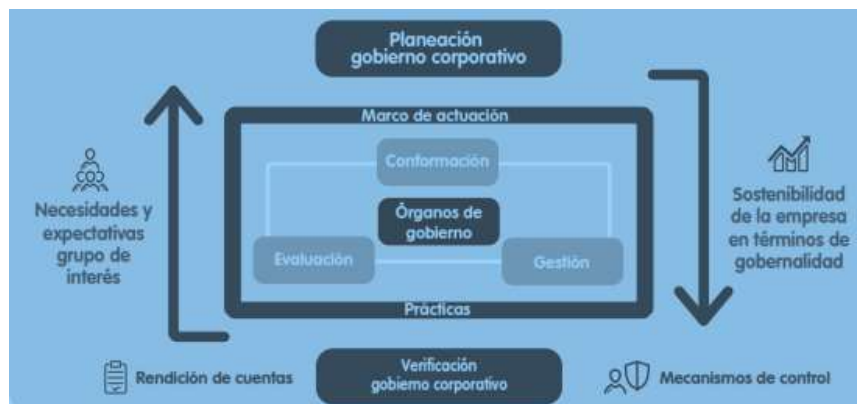 Planeación
gobierno corporativo
Marco de actuación
Conformación
Órganos de
gobierno
Evaluación
Gestión
Prácticas
Necesidades y
expectativas
grupo de
interés
Sostenibilidad
de la empresa
en términos de
gobernalidad
Rendición de cuentas
Verificación
gobierno corporativo
Mecanismos de control